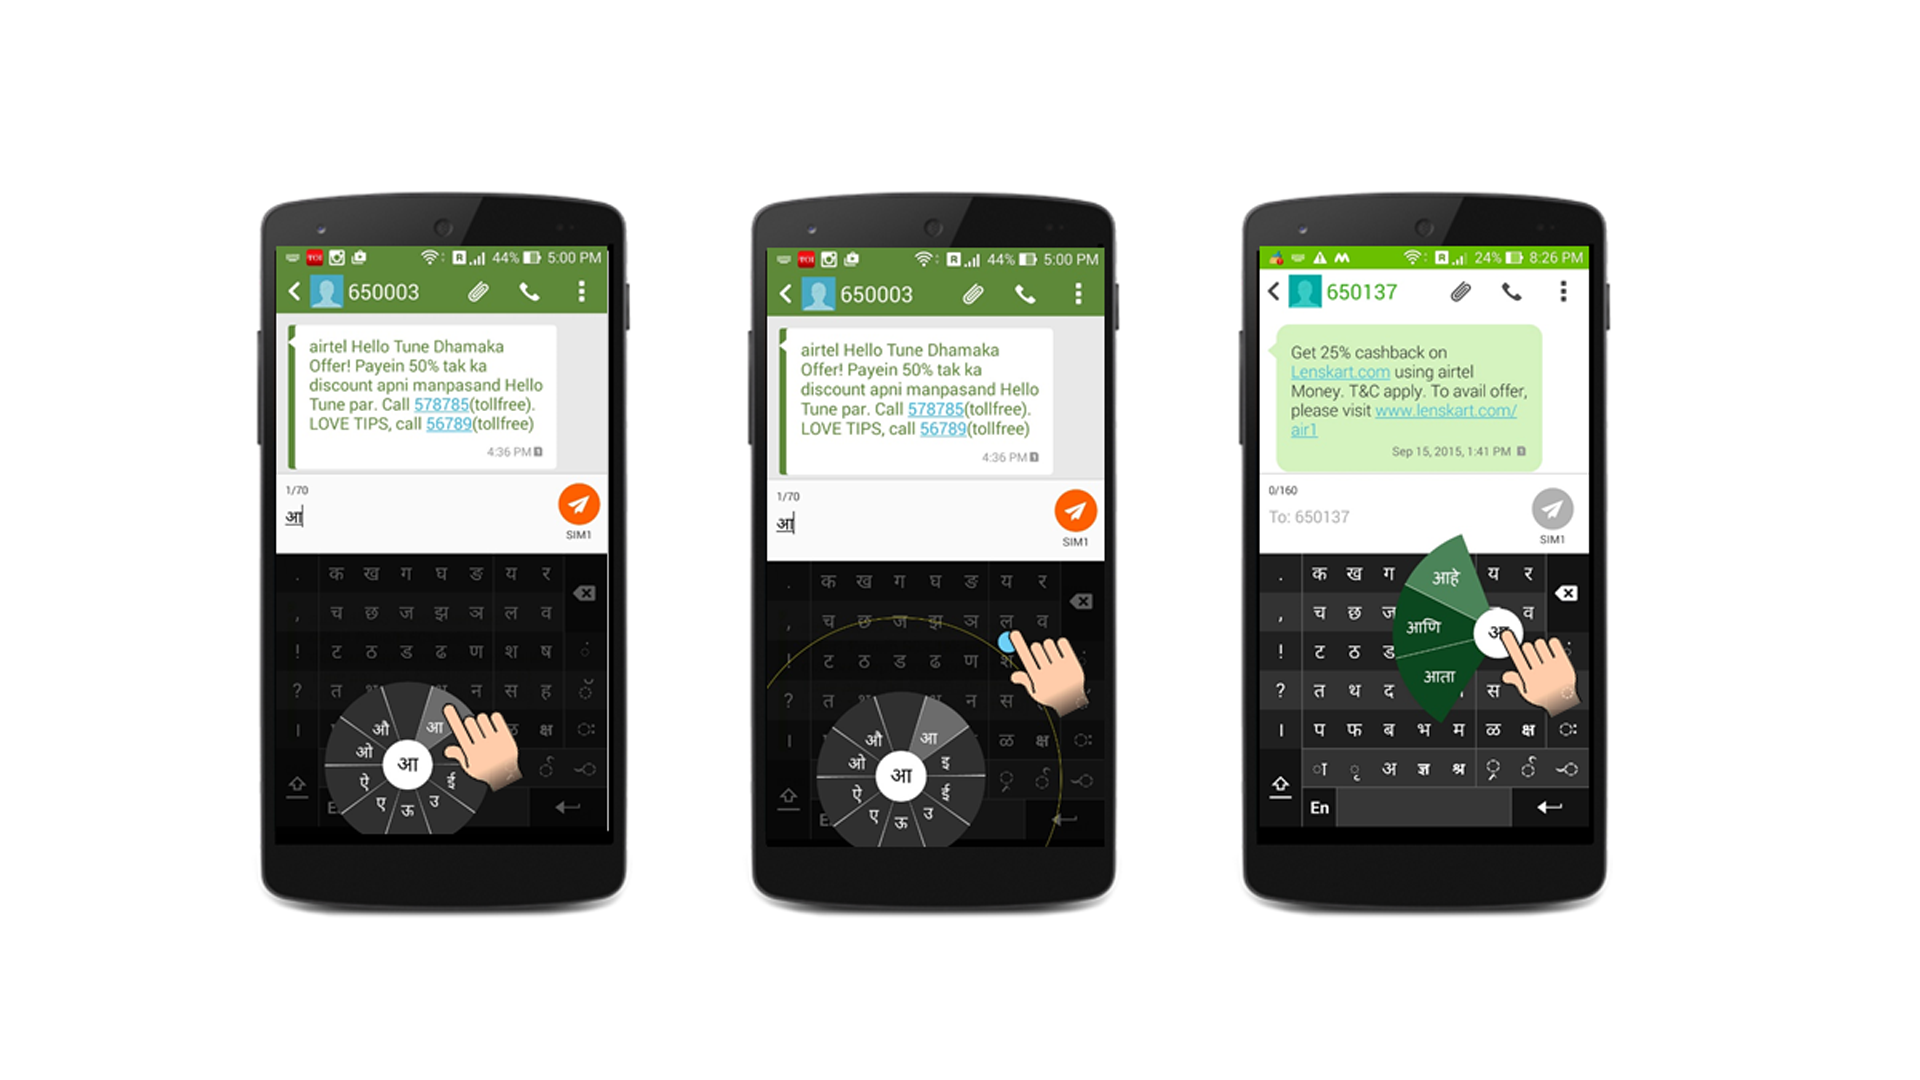 44% 5:00 PM
650003
airtel Hello Tune Dhamaka
Offer! Payein 50% tak ka
discount apni manpasand Hello
Tune par. Call 578785(tollfree).
LOVE TIPS, call 56789(tollfree)
4:36 PM
1/70
आ
SIM1
. क ख ग घ ङ य र
, च छ ज झ ञ ल व
! ट ठ ड ढ ण श ष
? त न स ह
औ आ
ओ आ ई
ऐ ए ऊ उ
। क्ष
44% 5:00 PM
650003
airtel Hello Tune Dhamaka
Offer! Payein 50% tak ka
discount apni manpasand Hello
Tune par. Call 578785(tollfree).
LOVE TIPS, call 56789(tollfree)
4:36 PM
1/70
आ
SIM1
. क ख ग घ ङ य र
, च छ ज झ ञ ल व
! ट ठ ड ढ ण श
? त न स
। ळ क्ष
औ आ
ओ आ इ
ऐ ई
ए ऊ उ
24% 8:26 PM
650137
Get 25% cashback on
Lenskart.com using airtel
Money. T&C apply. To avail offer,
please visit www.lenskart.com/
air1
Sep 15, 2015, 1:41 PM
0/160
To: 650137
SIM1
. क ख ग आहे य र
, च छ ज आणि आ व
! ट ठ ड आता
? त थ द स
। प फ ब भ म ळ क्ष
अ ज्ञ श्र
En